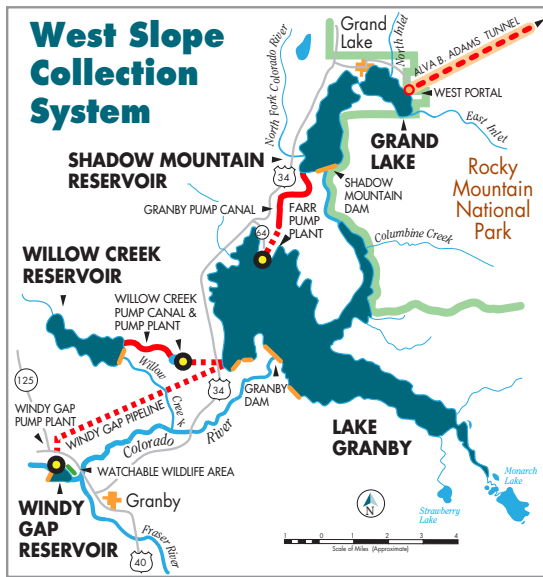 West Slope
Collection
System
Grand
Lake
North Inlet
ALVA B. ADAMS TUNNEL
WEST PORTAL
East Inlet
North Fork Colorado River
GRAND
LAKE
SHADOW MOUNTAIN
RESERVOIR
34
SHADOW
MOUNTAIN
DAM
Rocky
Mountain
National
Park
GRANBY PUMP CANAL
FARR
PUMP
PLANT
64
Columbine Creek
WILLOW CREEK
RESERVOIR
WILLOW CREEK
PUMP CANAL &
PUMP PLANT
Willow
Creek
125
34
GRANBY
DAM
WINDY GAP
PUMP PLANT
WINDY GAP PIPELINE
Colorado
River
LAKE
GRANBY
WATCHABLE WILDLIFE AREA
WINDY
GAP
RESERVOIR
Granby
Fraser River
40
Monarch
Lake
Strawberry
Lake
N
1 0 1 2 3 4
Scale of Miles (Approximate)